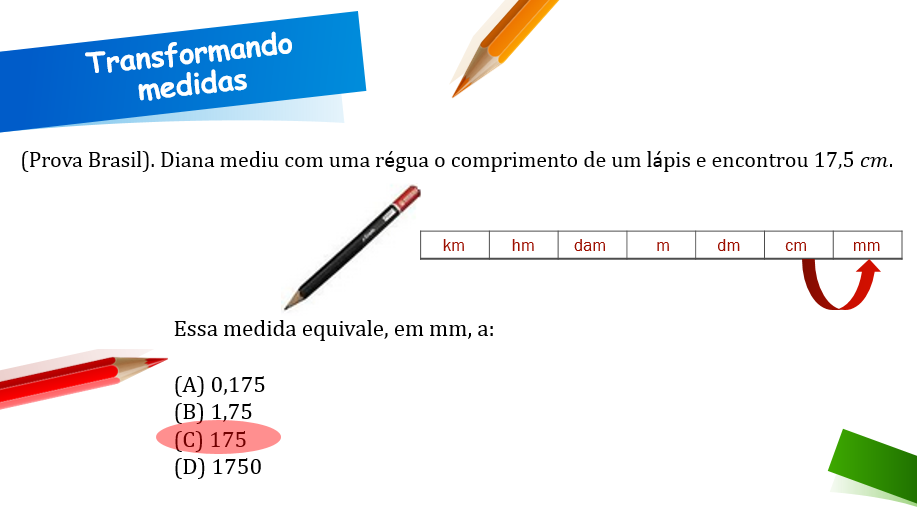 Transformando
medidas
(Prova Brasil). Diana mediu com uma régua o comprimento de um lápis e encontrou 17,5 cm.
km hm dam m dm cm mm
Essa medida equivale, em mm, a:
(A) 0,175
(B) 1,75
(C) 175
(D) 1750